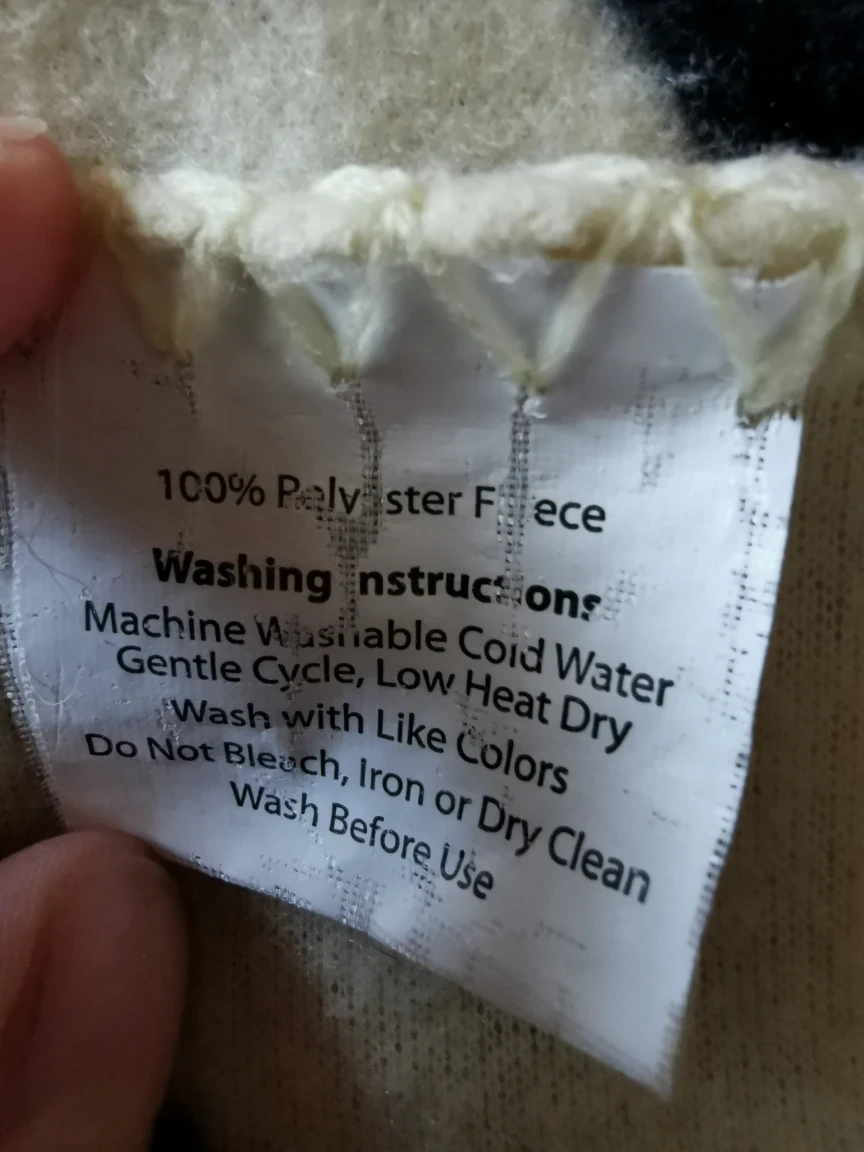 100% Polyester Fleece
Washing Instructions
Machine Washable Cold Water
Gentle Cycle, Low Heat Dry
Wash with Like Colors
Do Not Bleach, Iron or Dry Clean
Wash Before Use